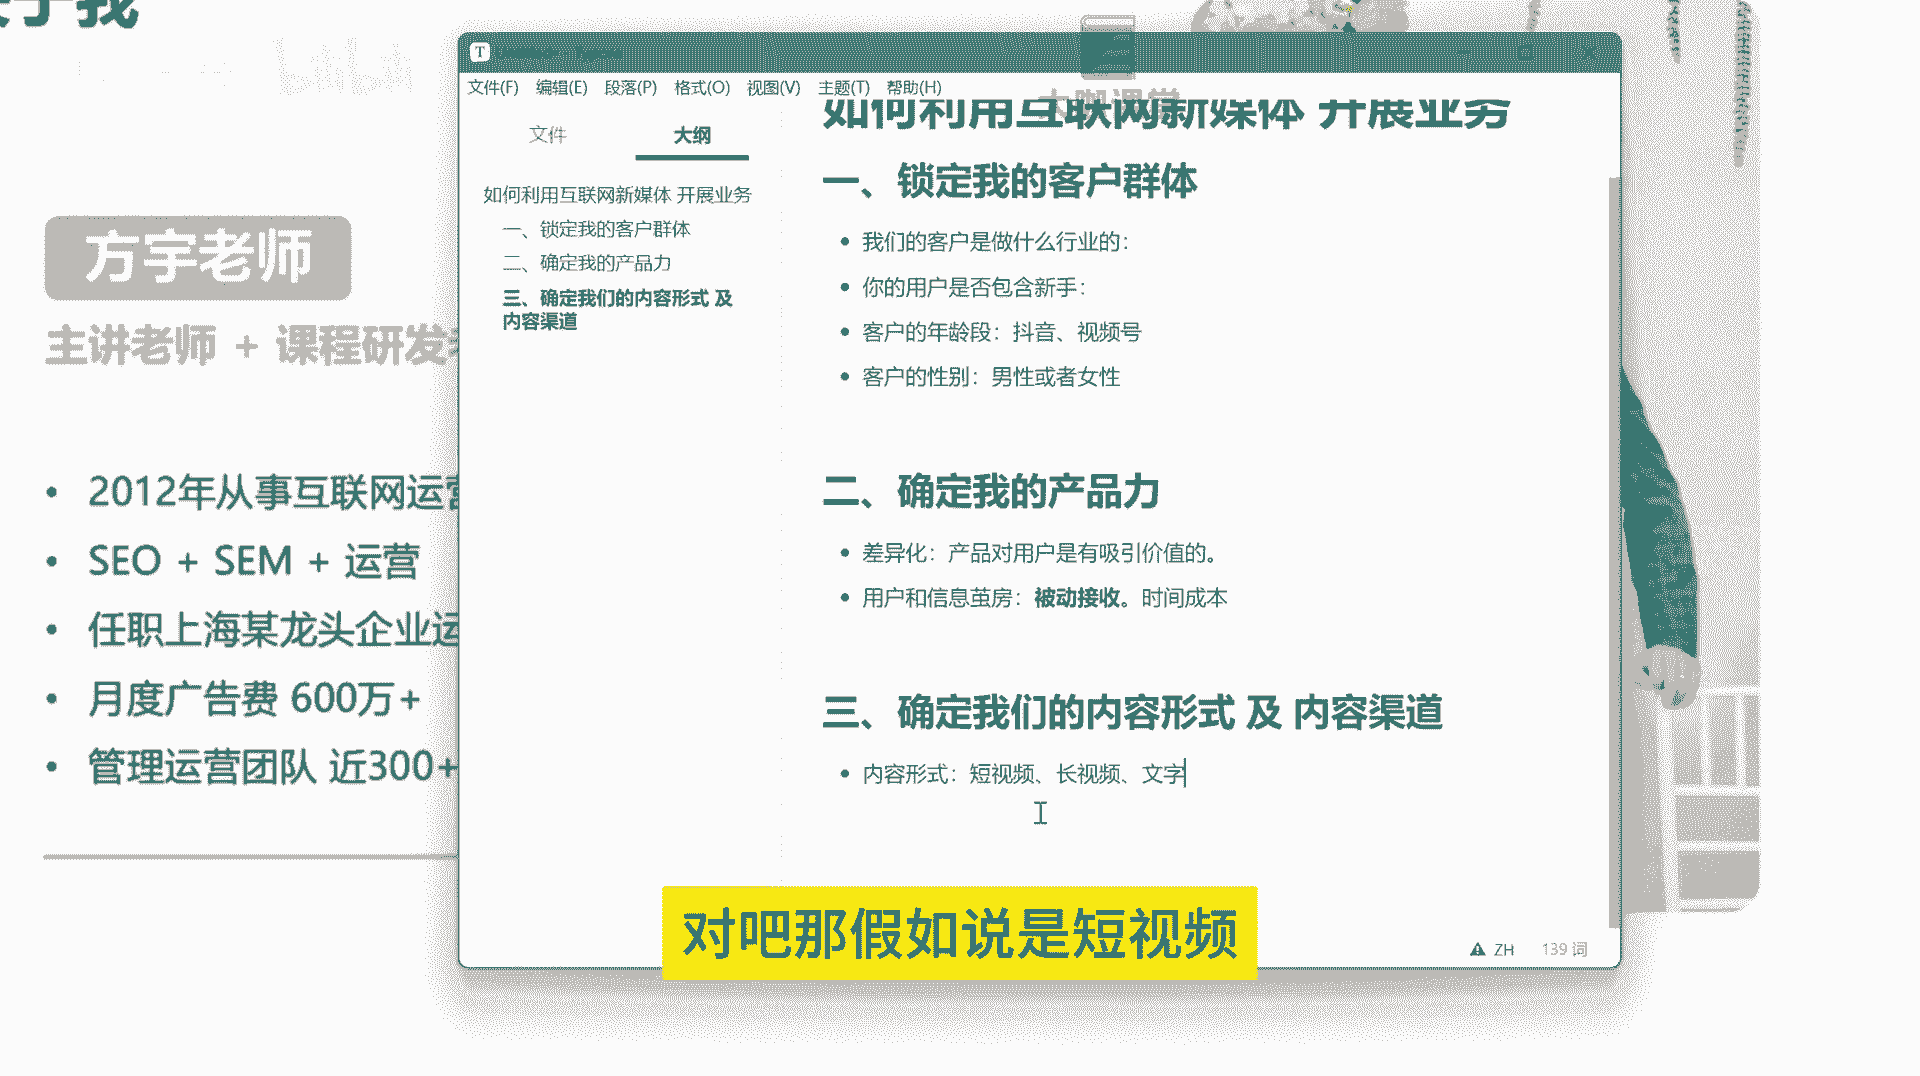 关于我
bilibili
方宇老师
主讲老师 + 课程研发
2012年从事互联网运营
SEO + SEM + 运营
任职上海某龙头企业运
月度广告费 600万+
管理运营团队 近300+
T
文件(F) 编辑(E) 段落(P) 格式(O) 视图(V) 主题(T) 帮助(H)
文件 大纲
如何利用互联网新媒体 开展业务
一、锁定我的客户群体
二、确定我的产品力
三、确定我们的内容形式 及
内容渠道
大咖课堂
如何利用互联网新媒体 开展业务
一、锁定我的客户群体
我们的客户是做什么行业的：
你的用户是否包含新手：
客户的年龄段：抖音、视频号
客户的性别：男性或者女性
二、确定我的产品力
差异化：产品对用户是有吸引价值的。
用户和信息茧房：被动接收。时间成本
三、确定我们的内容形式 及 内容渠道
内容形式：短视频、长视频、文字
ZH 139 词
对吧那假如说是短视频